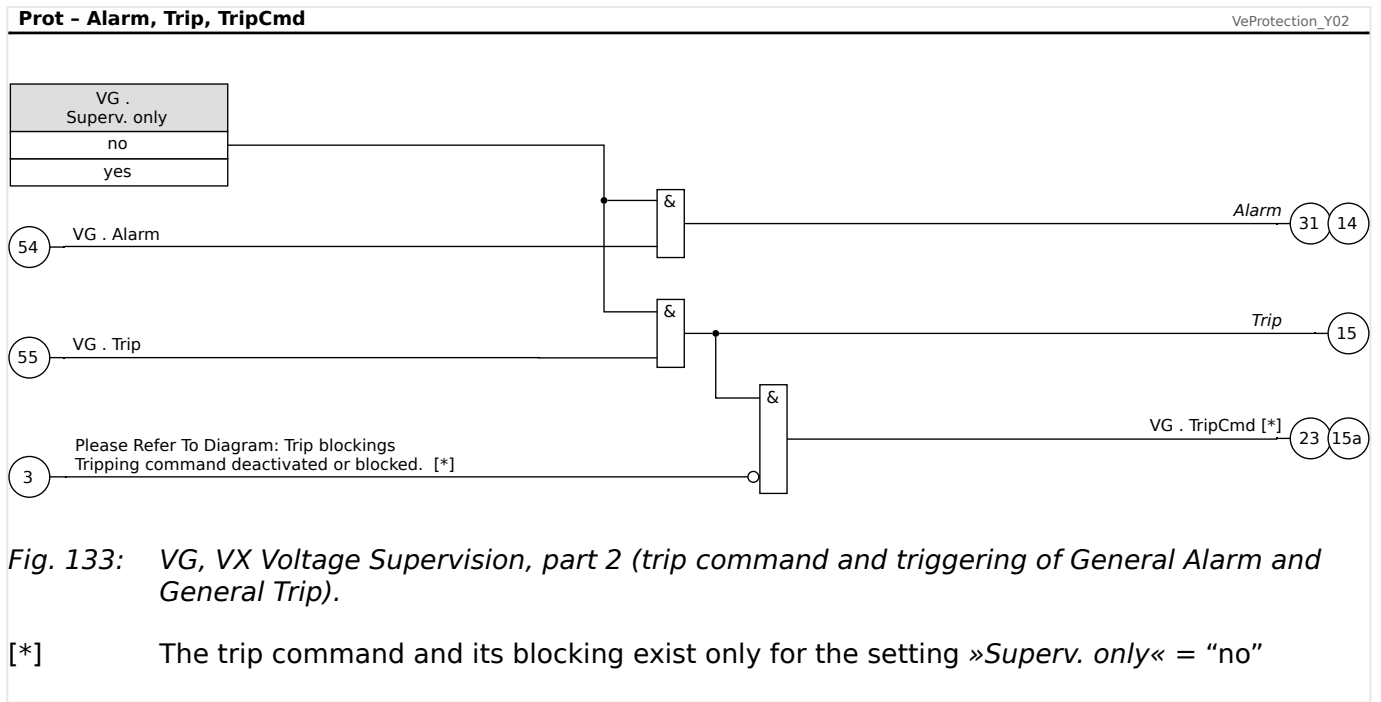 Prot – Alarm, Trip, TripCmd
VeProtection_Y02
VG .
Superv. only
no
yes
&
Alarm
31
14
54
VG . Alarm
&
Trip
15
55
VG . Trip
&
VG . TripCmd [*]
23
15a
Please Refer To Diagram: Trip blockings
Tripping command deactivated or blocked. [*]
3
Fig. 133: VG, VX Voltage Supervision, part 2 (trip command and triggering of General Alarm and
General Trip).
[*] The trip command and its blocking exist only for the setting »Superv. only« = “no”